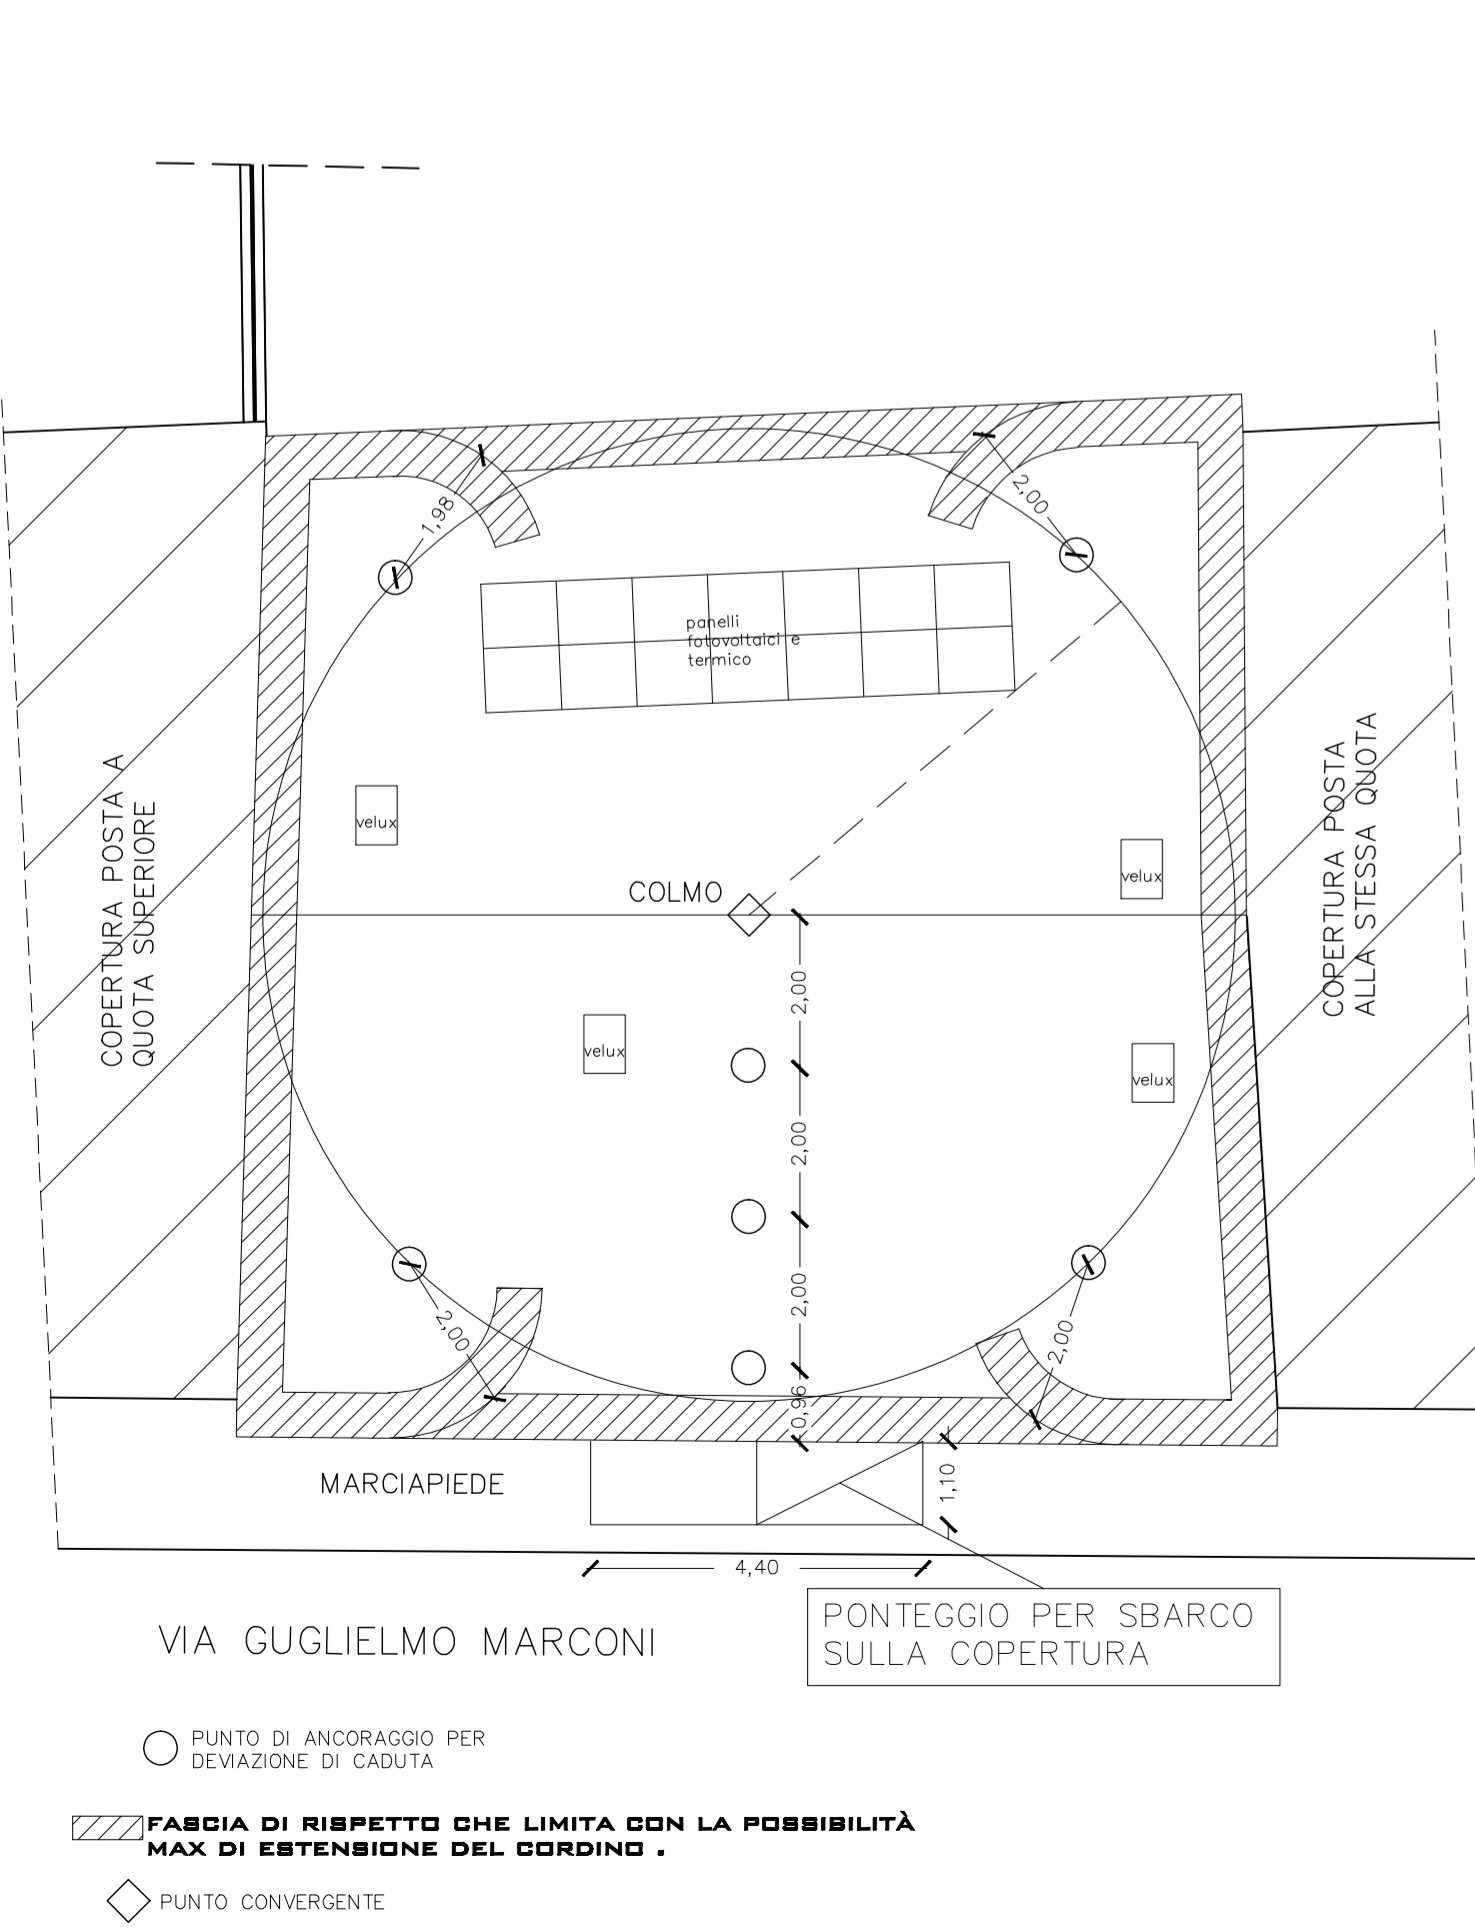 1,98
2,00
panelli
fotovoltaici e
termico
COPERTURA POSTA A
QUOTA SUPERIORE
COPERTURA POSTA
ALLA STESSA QUOTA
velux
velux
COLMO
2,00
velux
velux
2,00
2,00
2,00
2,00
0,96
MARCIAPIEDE
1,10
4,40
PONTEGGIO PER SBARCO
SULLA COPERTURA
VIA GUGLIELMO MARCONI
PUNTO DI ANCORAGGIO PER
DEVIAZIONE DI CADUTA
FASCIA DI RISPETTO CHE LIMITA CON LA POSSIBILITÀ
MAX DI ESTENSIONE DEL CORDINO .
PUNTO CONVERGENTE